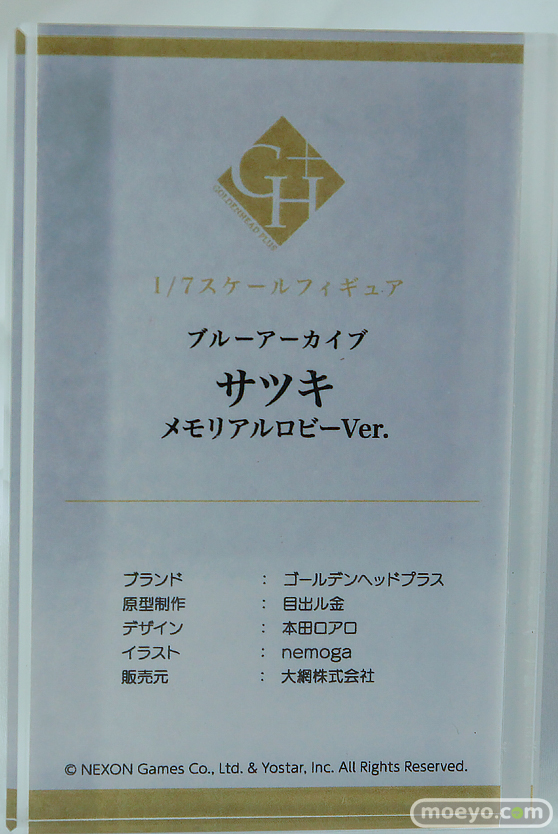 G+H
GOLDENHEAD PLUS
1/7スケールフィギュア
ブルーアーカイブ
サツキ
メモリアルロビーVer.
ブランド : ゴールデンヘッドプラス
原型制作 : 目出ル金
デザイン : 本田ロアロ
イラスト : nemoga
販売元 : 大網株式会社
© NEXON Games Co., Ltd. & Yostar, Inc. All Rights Reserved.
moeyo.com